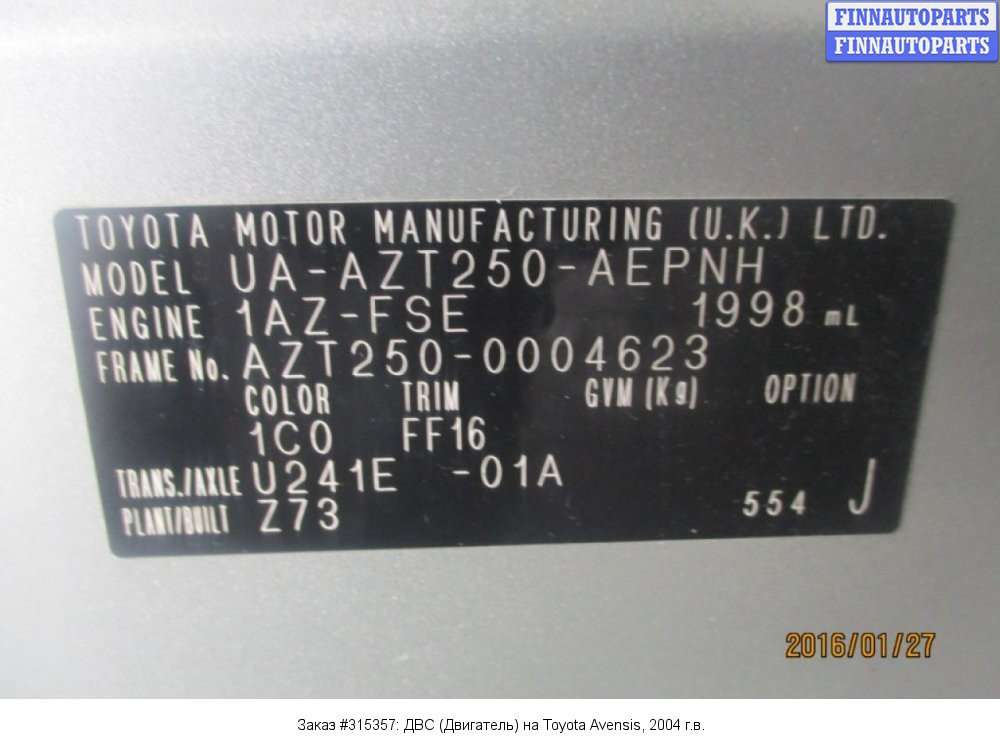 FINNAUTOPARTS
FINNAUTOPARTS
TOYOTA MOTOR MANUFACTURING (U.K.) LTD.
MODEL UA-AZT250-AEPNH
ENGINE 1AZ-FSE 1998 mL
FRAME No. AZT250-0004623
COLOR TRIM GVM (Kg) OPTION
1C0 FF16
TRANS./AXLE U241E -01A
PLANT/BUILT Z73 554 J
2016/01/27
Заказ #315357: ДВС (Двигатель) на Toyota Avensis, 2004 г.в.